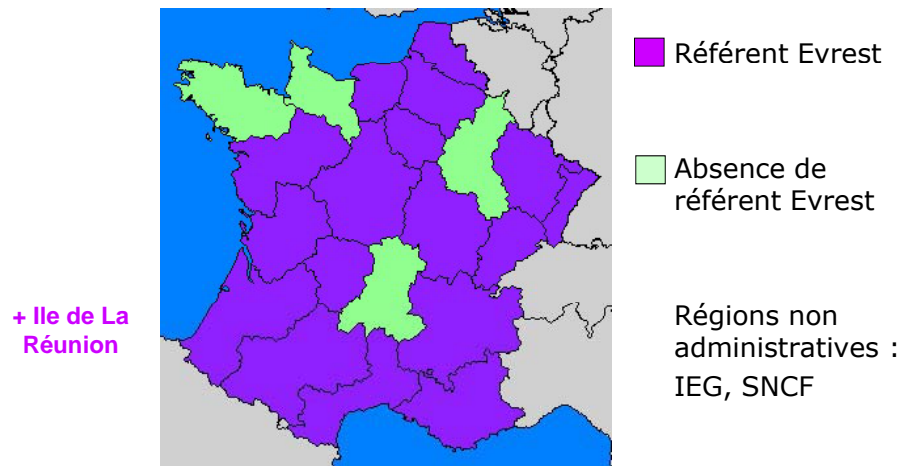 Référent Evrest
Absence de
référent Evrest
+ Ile de La
Réunion
Régions non
administratives :
IEG, SNCF